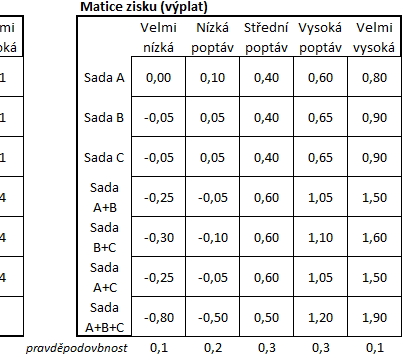 Matice zisku (výplat)
mi Velmi Nízká Střední Vysoká Velmi
oká nízká poptáv poptáv poptáv vysoká
1 Sada A 0,00 0,10 0,40 0,60 0,80
1 Sada B -0,05 0,05 0,40 0,65 0,90
1 Sada C -0,05 0,05 0,40 0,65 0,90
Sada
4 -0,25 -0,05 0,60 1,05 1,50
A+B
Sada
4 -0,30 -0,10 0,60 1,10 1,60
B+C
Sada
4 -0,25 -0,05 0,60 1,05 1,50
A+C
Sada
-0,80 -0,50 0,50 1,20 1,90
A+B+C
pravděpodovbnost 0,1 0,2 0,3 0,3 0,1